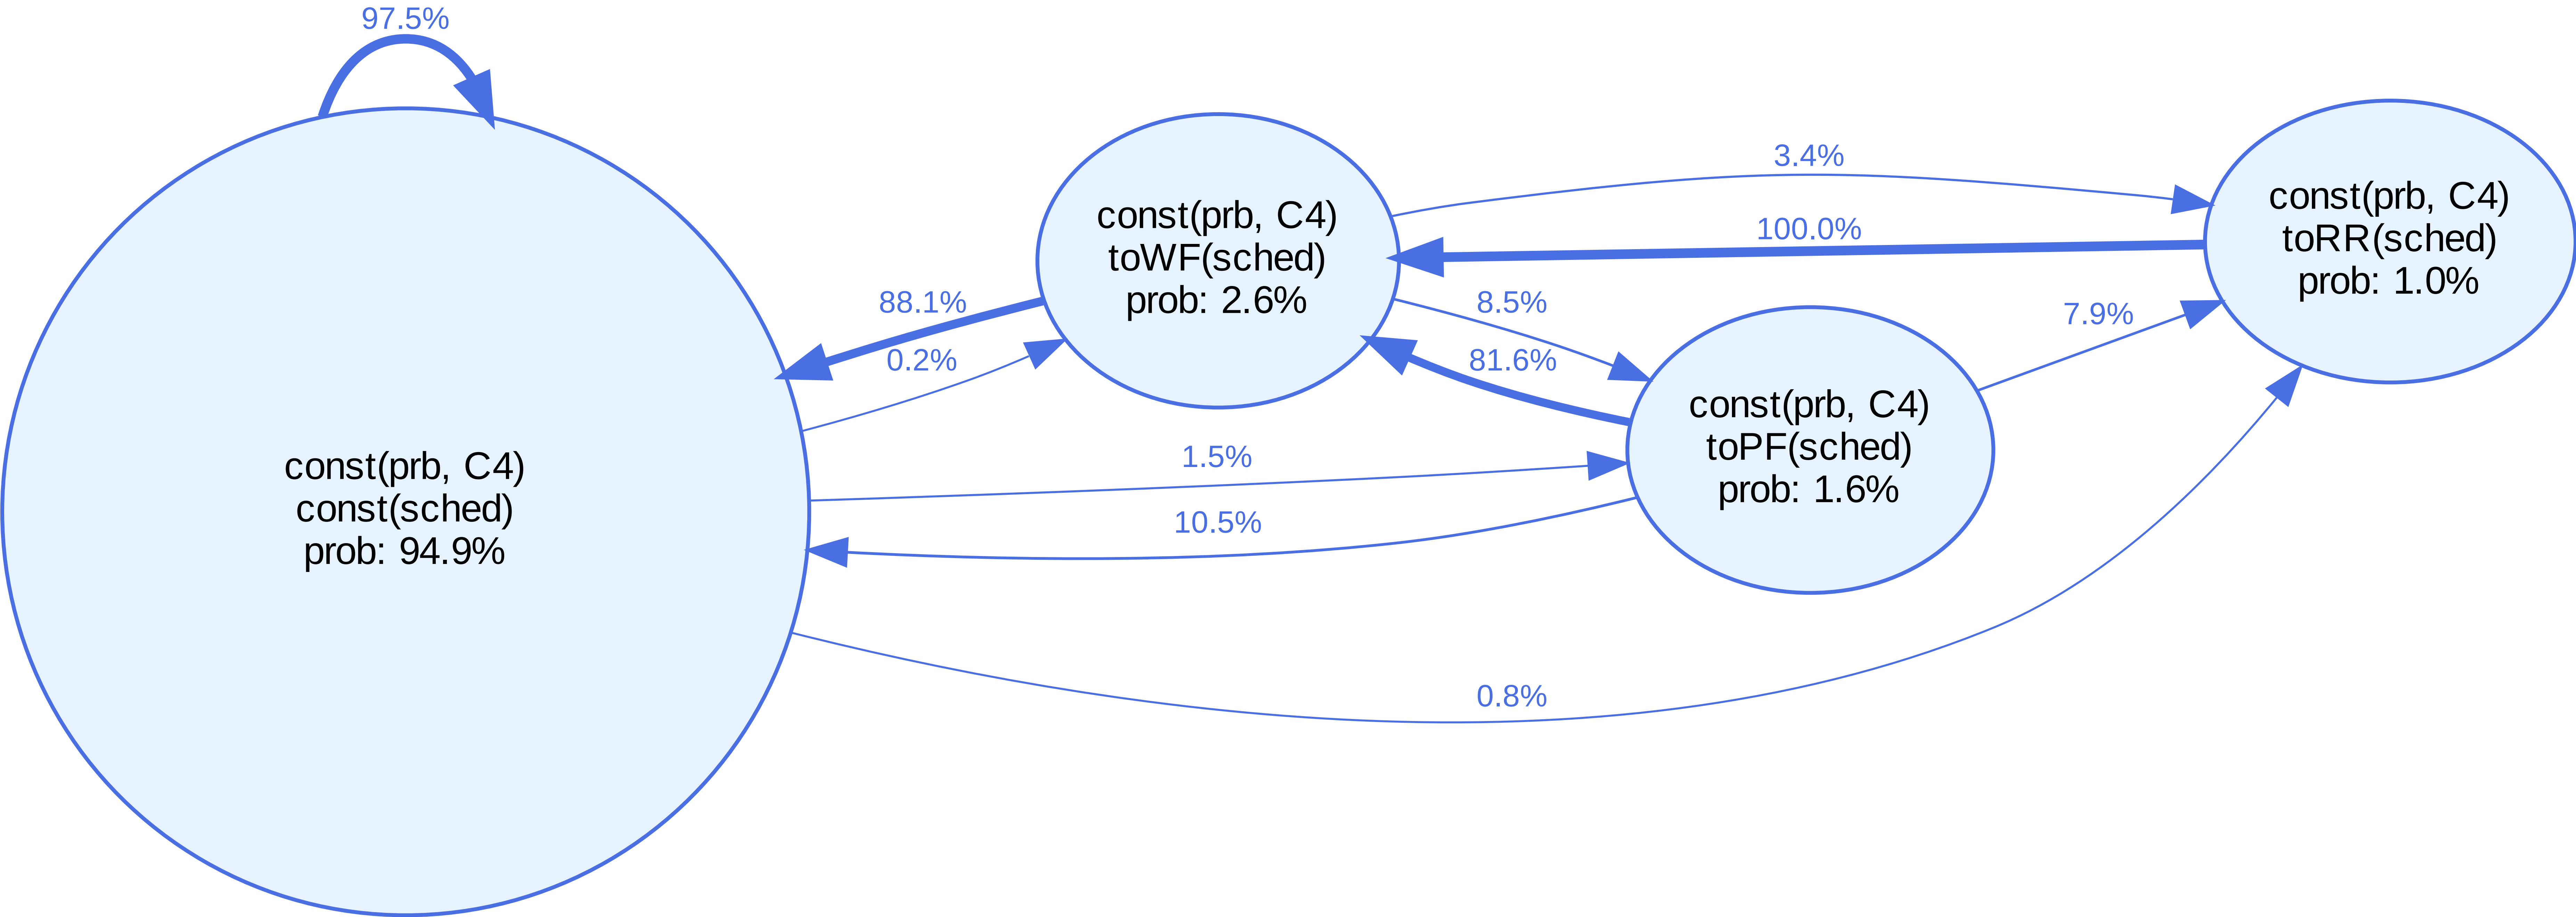 97.5%
const(prb, C4)
const(sched)
prob: 94.9%
88.1%
0.2%
const(prb, C4)
toWF(sched)
prob: 2.6%
3.4%
100.0%
8.5%
81.6%
1.5%
10.5%
const(prb, C4)
toPF(sched)
prob: 1.6%
7.9%
const(prb, C4)
toRR(sched)
prob: 1.0%
0.8%